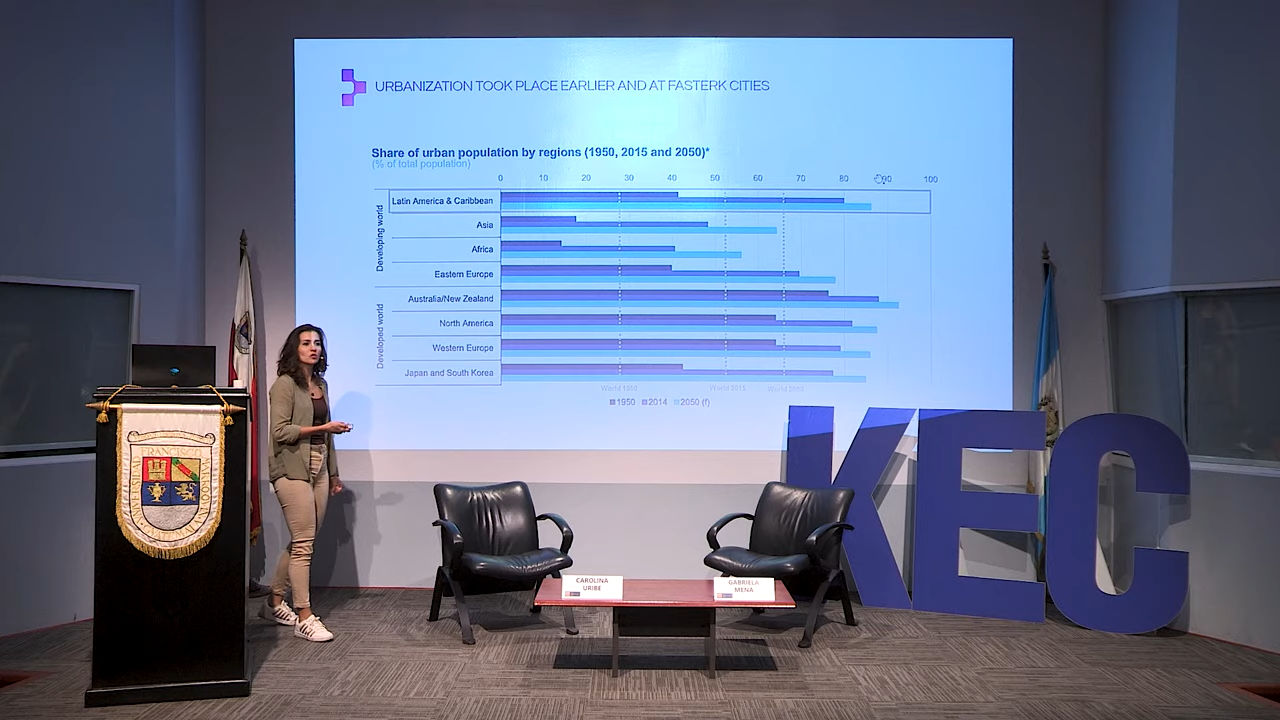 URBANIZATION TOOK PLACE EARLIER AND AT FASTERK CITIES
Share of urban population by regions (1950, 2015 and 2050)*
(% of total population)
0 10 20 30 40 50 60 70 80 90 100
Developing world
Latin America & Caribbean
Asia
Africa
Eastern Europe
Developed world
Australia/New Zealand
North America
Western Europe
Japan and South Korea
World 1950 World 2015 World 2050
1950 2014 2050 (f)
KEC
CAROLINA
URIBE
GABRIELA
MENA